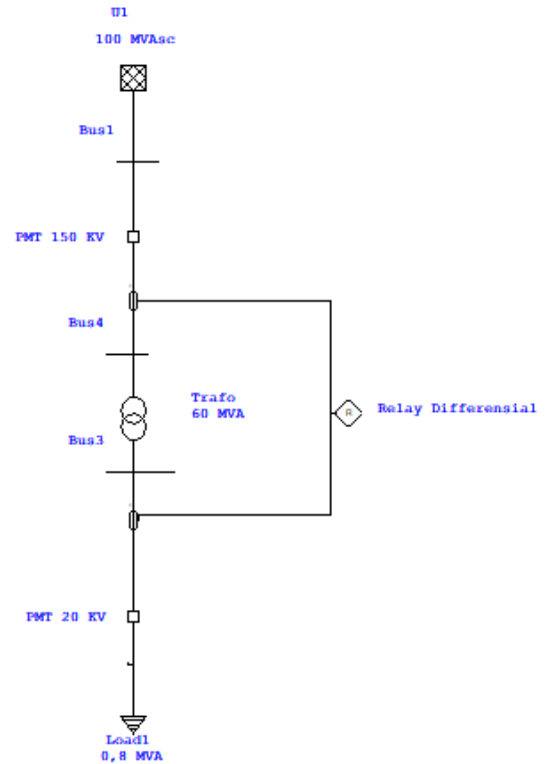 U1
100 MVAsc
Bus1
PMT 150 KV
Bus4
Trafo
60 MVA
R
Relay Differensial
Bus3
PMT 20 KV
Load1
0,8 MVA